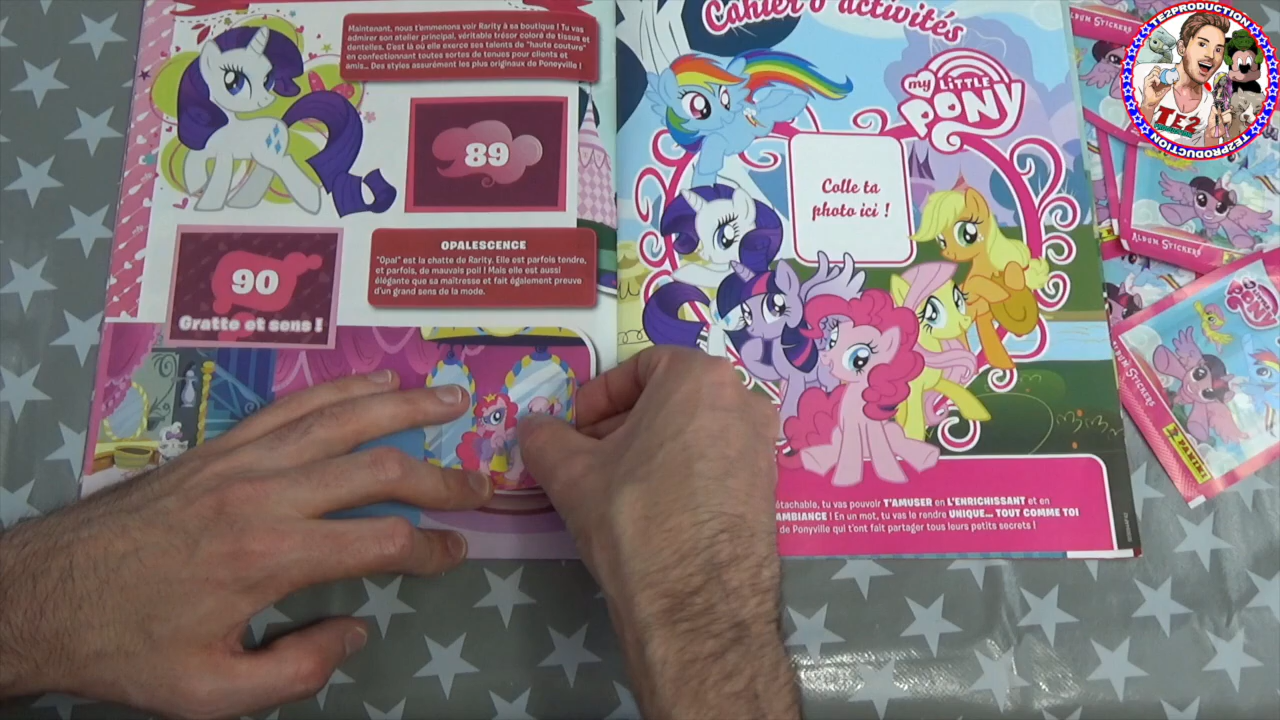 Maintenant, nous t'emmenons voir Rarity à sa boutique ! Tu vas
admirer son atelier principal, véritable trésor coloré de tissus et
dentelles. C'est là où elle exerce ses talents de "haute couture"
en confectionnant toutes sortes de tenues pour clients et
amis... Des styles assurément les plus originaux de Poneyville !
89
90
Gratte et sens !
OPALESCENCE
"Opal" est la chatte de Rarity. Elle est parfois tendre,
et parfois, de mauvais poil ! Mais elle est aussi
élégante que sa maîtresse et fait également preuve
d'un grand sens de la mode.
Cahier d'activités
my LITTLE
PONY
Colle ta
photo ici !
étachable, tu vas pouvoir T'AMUSER en L'ENRICHISSANT et en
AMBIANCE ! En un mot, tu vas le rendre UNIQUE... TOUT COMME TOI
de Ponyville qui t'ont fait partager tous leurs petits secrets !
ALBUM STICKERS
ALBUM STICKERS
ALBUM STICKERS
PANINI
TE2PRODUCTION
TE2
TE2PRODUCTION